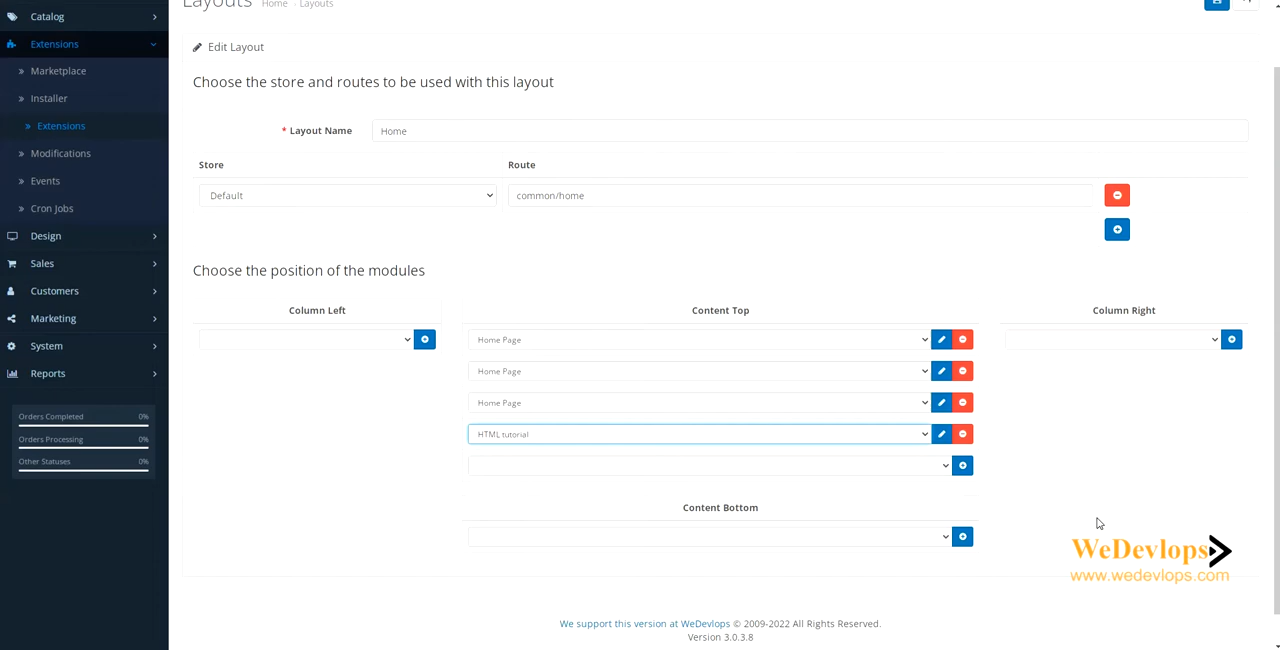 Layouts Home Layouts
Catalog
Extensions
Marketplace
Installer
Extensions
Modifications
Events
Cron Jobs
Design
Sales
Customers
Marketing
System
Reports
Orders Completed 0%
Orders Processing 0%
Other Statuses 0%
Edit Layout
Choose the store and routes to be used with this layout
* Layout Name Home
Store Route
Default common/home
Choose the position of the modules
Column Left Content Top Column Right
Home Page
Home Page
Home Page
HTML tutorial
Content Bottom
WeDevlops
www.wedevlops.com
We support this version at WeDevlops © 2009-2022 All Rights Reserved.
Version 3.0.3.8